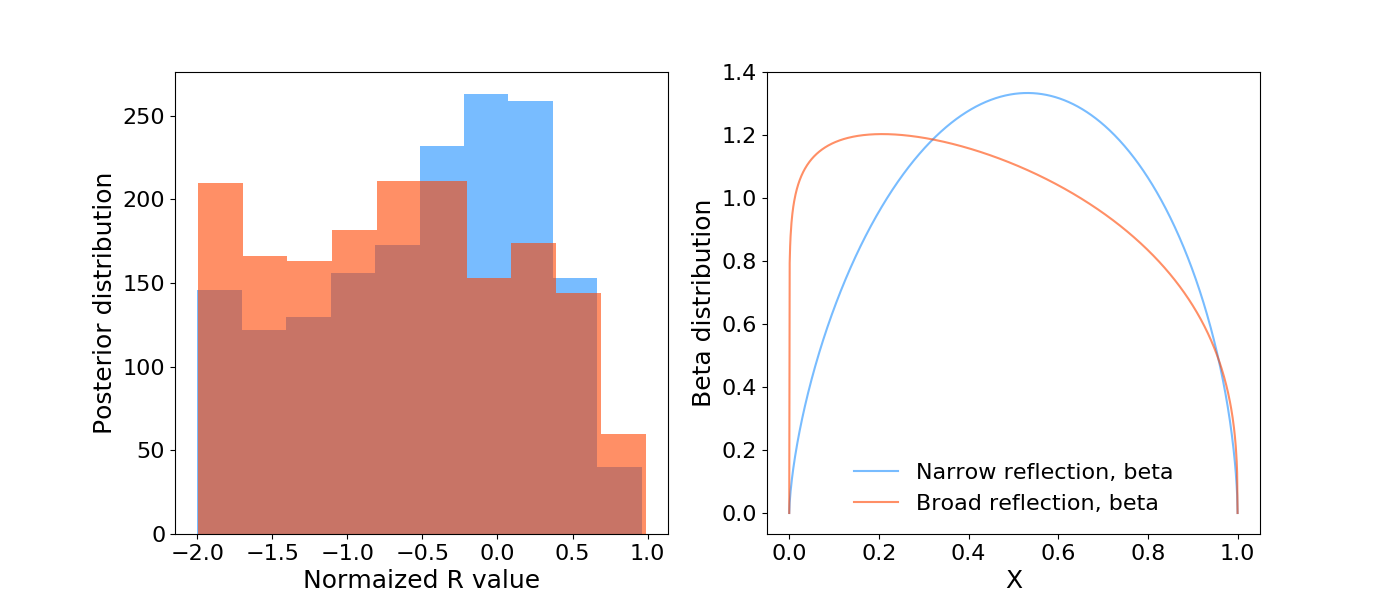 Posterior distribution
250
200
150
100
50
0
−2.0 −1.5 −1.0 −0.5 0.0 0.5 1.0
Normaized R value
Beta distribution
1.4
1.2
1.0
0.8
0.6
0.4
0.2
0.0
Narrow reflection, beta
Broad reflection, beta
0.0 0.2 0.4 0.6 0.8 1.0
X